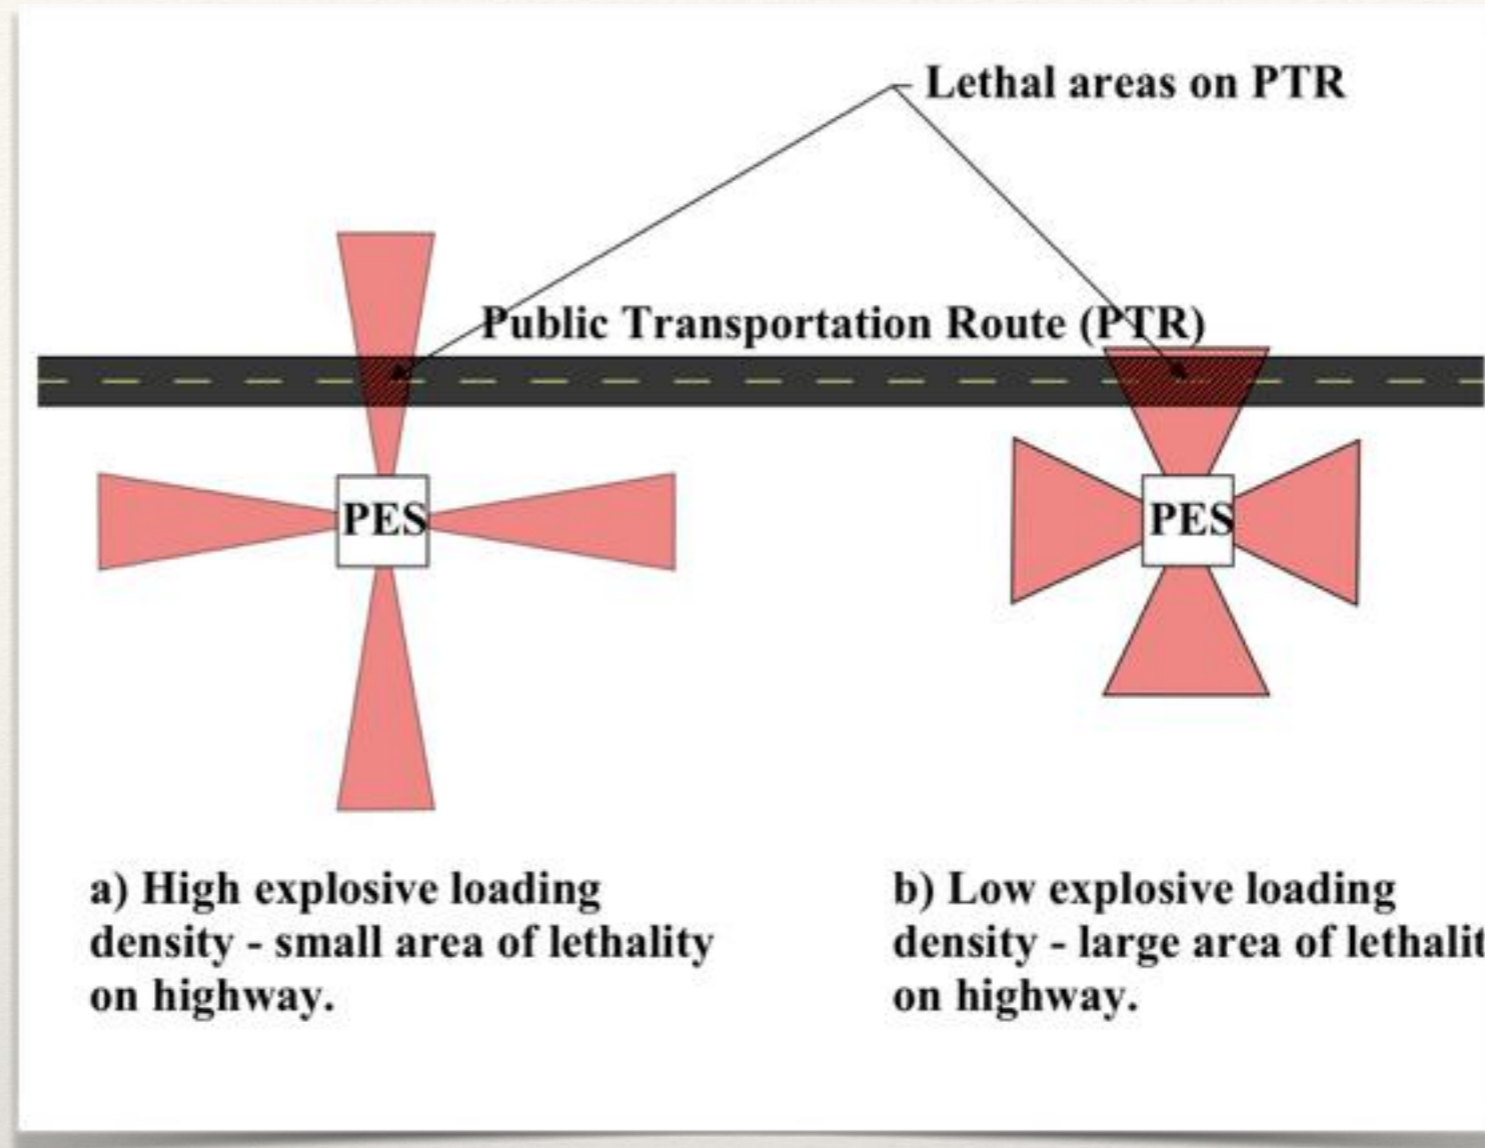 Lethal areas on PTR
Public Transportation Route (PTR)
PES
PES
a) High explosive loading
density - small area of lethality
on highway.
b) Low explosive loading
density - large area of lethalit
on highway.